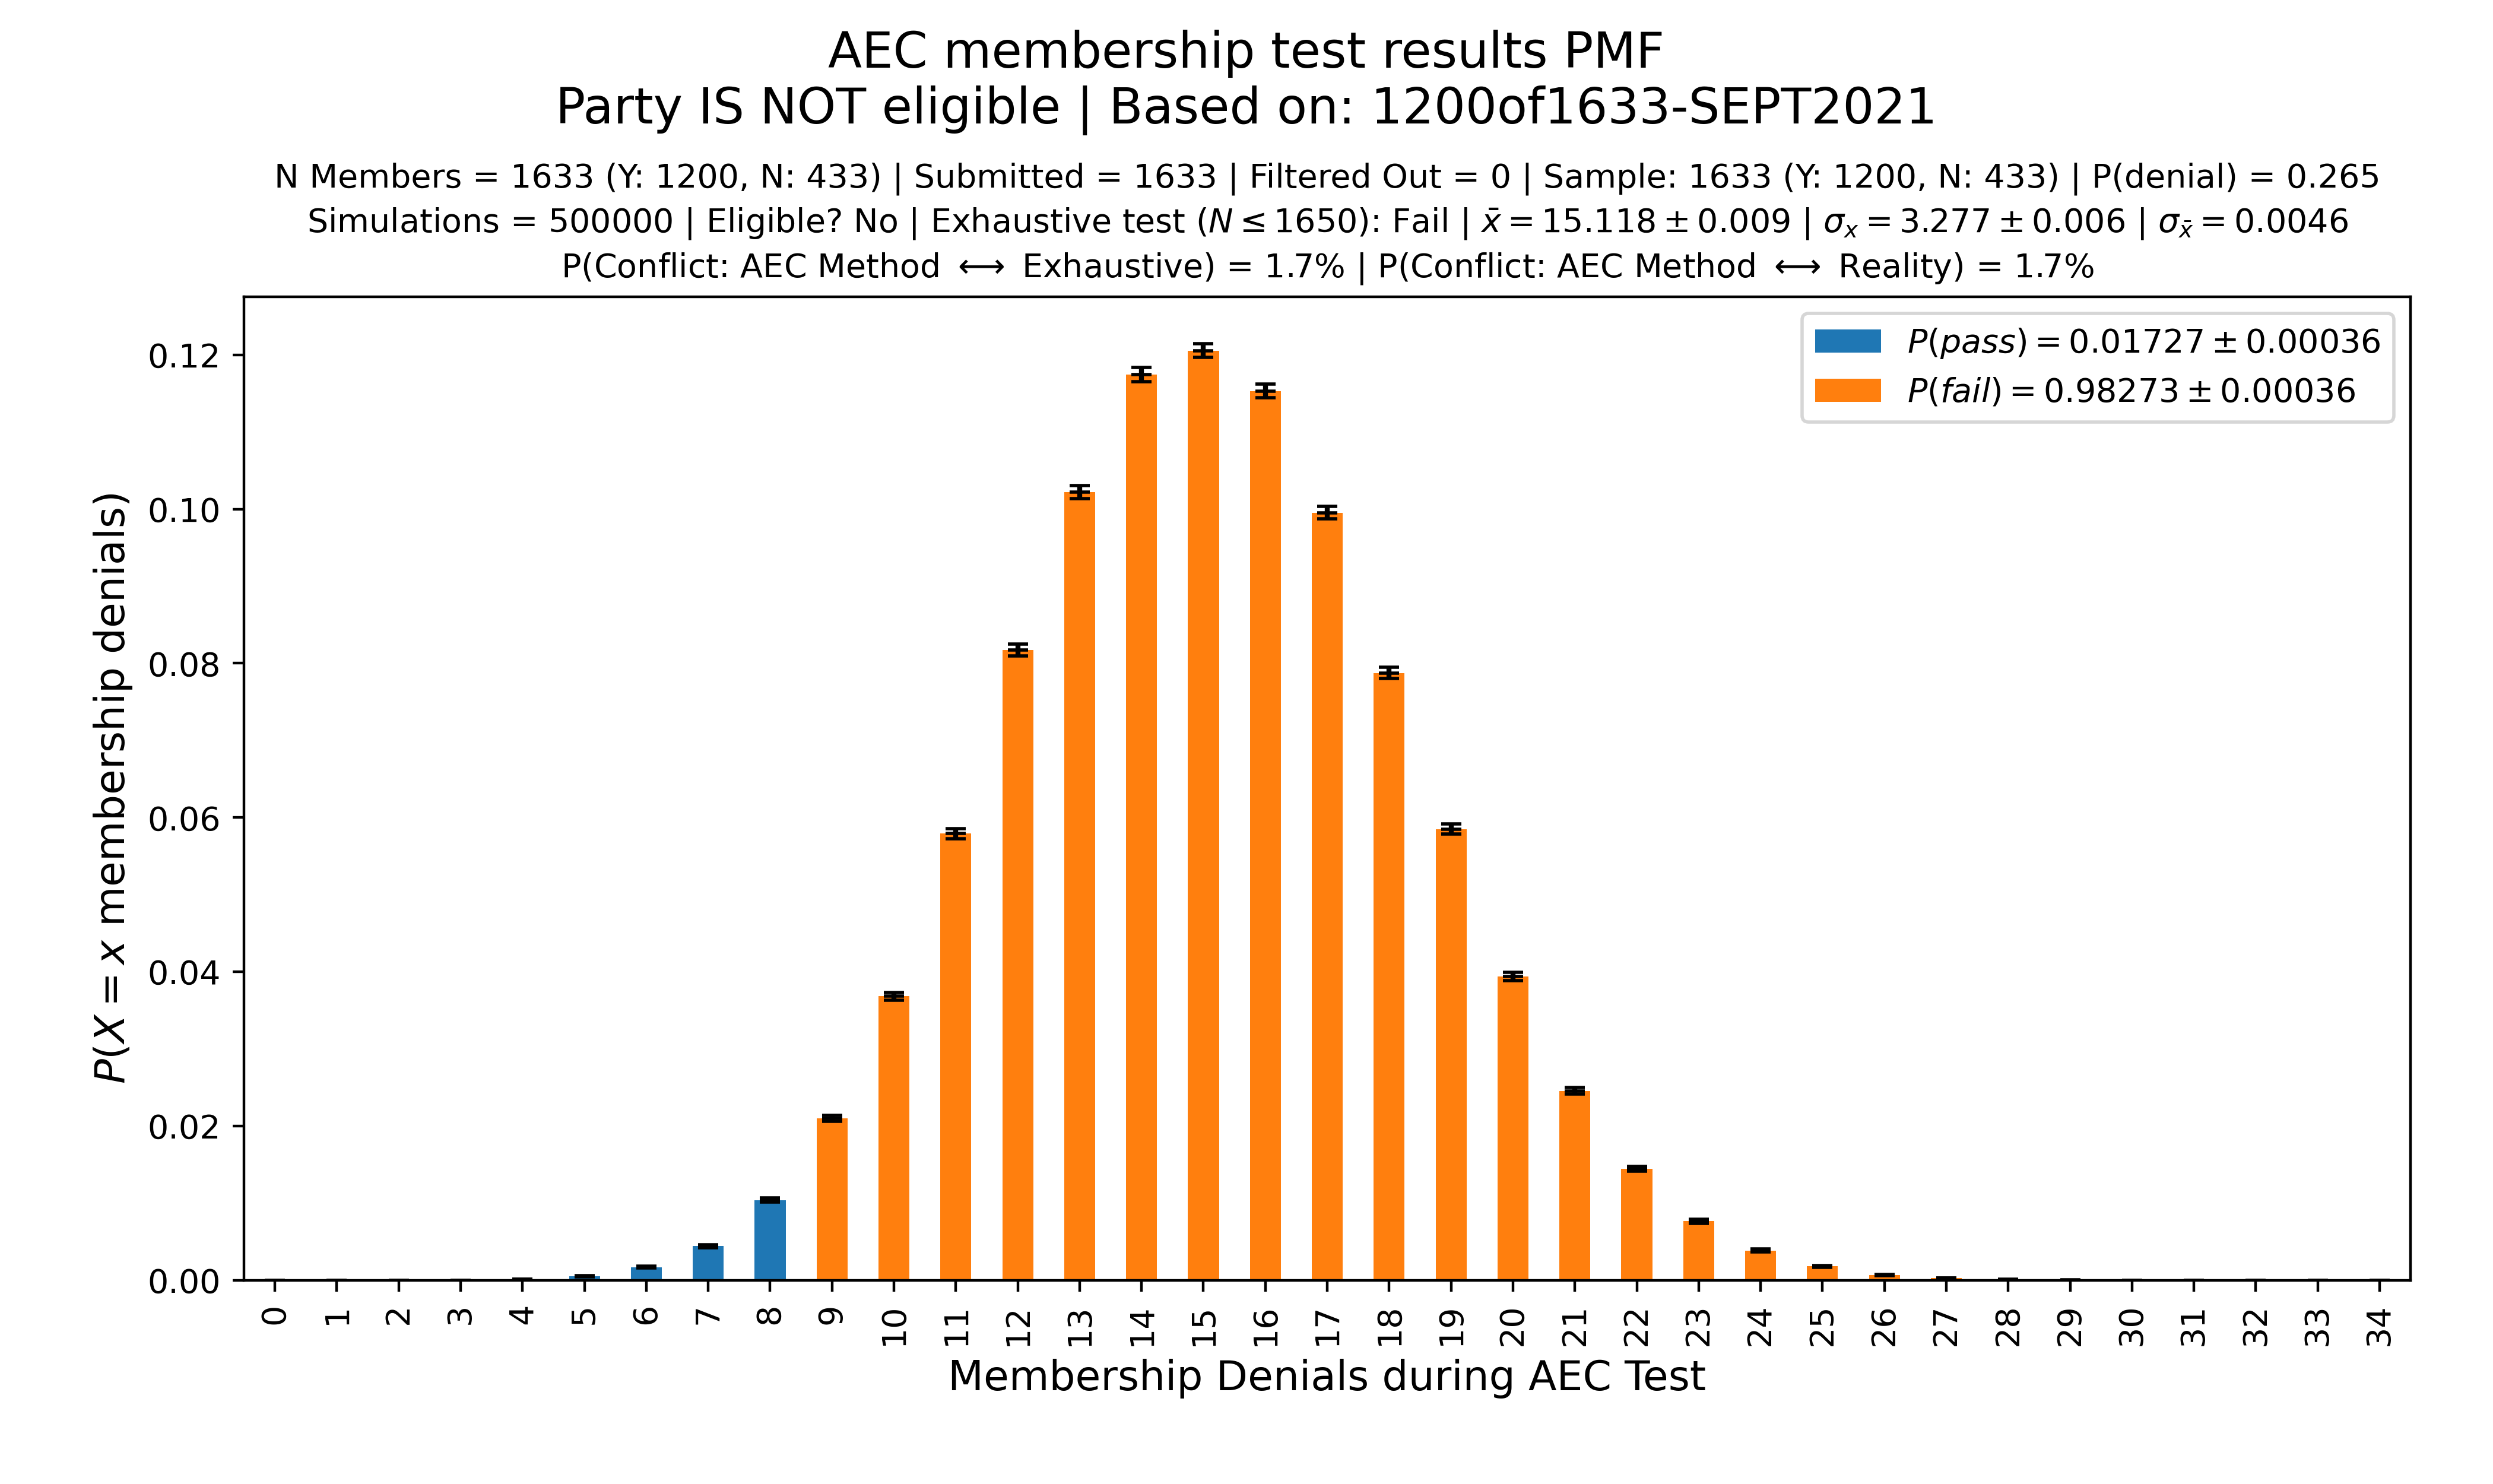 AEC membership test results PMF
Party IS NOT eligible | Based on: 1200of1633-SEPT2021
N Members = 1633 (Y: 1200, N: 433) | Submitted = 1633 | Filtered Out = 0 | Sample: 1633 (Y: 1200, N: 433) | P(denial) = 0.265
Simulations = 500000 | Eligible? No | Exhaustive test (N ≤ 1650): Fail | x̄ = 15.118 ± 0.009 | σₓ = 3.277 ± 0.006 | σ_x̄ = 0.0046
P(Conflict: AEC Method ⟷ Exhaustive) = 1.7% | P(Conflict: AEC Method ⟷ Reality) = 1.7%
P(pass) = 0.01727 ± 0.00036
P(fail) = 0.98273 ± 0.00036
P(X = x membership denials)
0.12
0.10
0.08
0.06
0.04
0.02
0.00
0 1 2 3 4 5 6 7 8 9 10 11 12 13 14 15 16 17 18 19 20 21 22 23 24 25 26 27 28 29 30 31 32 33 34
Membership Denials during AEC Test